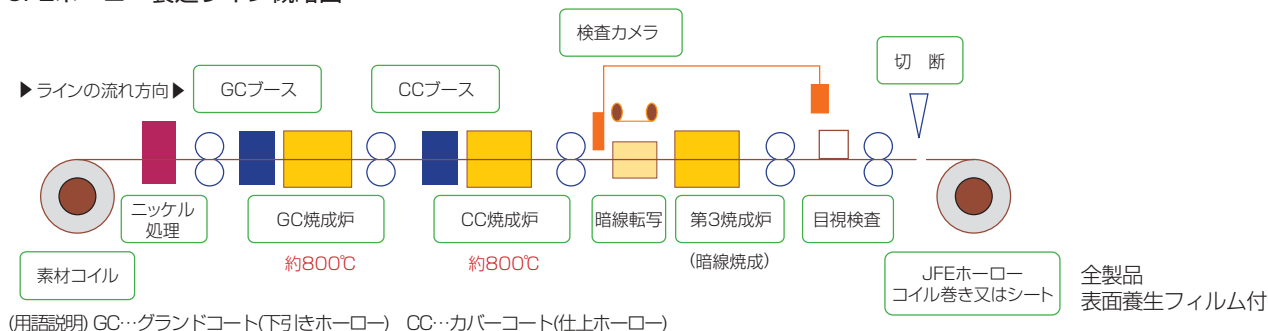 検査カメラ
切　断
▶ラインの流れ方向▶
GCブース
CCブース
ニッケル
処理
GC焼成炉
CC焼成炉
暗線転写
第3焼成炉
目視検査
約800℃
約800℃
(暗線焼成)
素材コイル
JFEホーロー
コイル巻き又はシート
全製品
表面養生フィルム付
(用語説明) GC…グランドコート(下引きホーロー)　CC…カバーコート(仕上ホーロー)